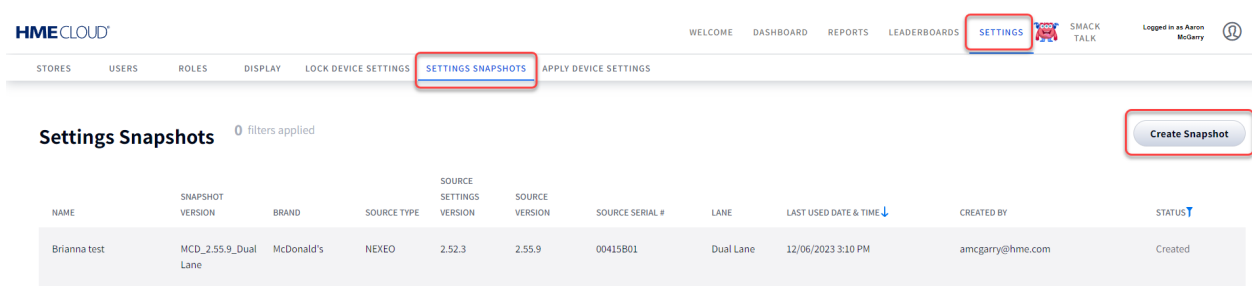 HMECLOUD®
WELCOME DASHBOARD REPORTS LEADERBOARDS SETTINGS SMACK TALK Logged in as Aaron McGarry
STORES USERS ROLES DISPLAY LOCK DEVICE SETTINGS SETTINGS SNAPSHOTS APPLY DEVICE SETTINGS
Settings Snapshots 0 filters applied Create Snapshot
NAME SNAPSHOT VERSION BRAND SOURCE TYPE SOURCE SETTINGS VERSION SOURCE VERSION SOURCE SERIAL # LANE LAST USED DATE & TIME CREATED BY STATUS
Brianna test MCD_2.55.9_Dual Lane McDonald's NEXEO 2.52.3 2.55.9 00415B01 Dual Lane 12/06/2023 3:10 PM amcgarry@hme.com Created